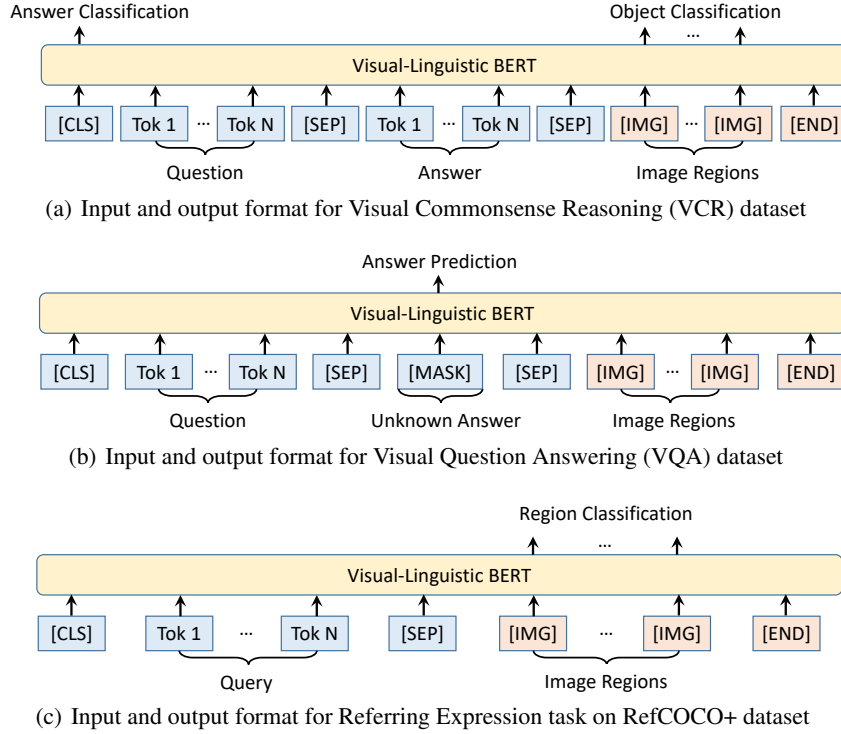 Answer Classification Object Classification
...
Visual-Linguistic BERT
[CLS] Tok 1 ... Tok N [SEP] Tok 1 ... Tok N [SEP] [IMG] ... [IMG] [END]
Question Answer Image Regions
(a) Input and output format for Visual Commonsense Reasoning (VCR) dataset
Answer Prediction
Visual-Linguistic BERT
[CLS] Tok 1 ... Tok N [SEP] [MASK] [SEP] [IMG] ... [IMG] [END]
Question Unknown Answer Image Regions
(b) Input and output format for Visual Question Answering (VQA) dataset
Region Classification
...
Visual-Linguistic BERT
[CLS] Tok 1 ... Tok N [SEP] [IMG] ... [IMG] [END]
Query Image Regions
(c) Input and output format for Referring Expression task on RefCOCO+ dataset